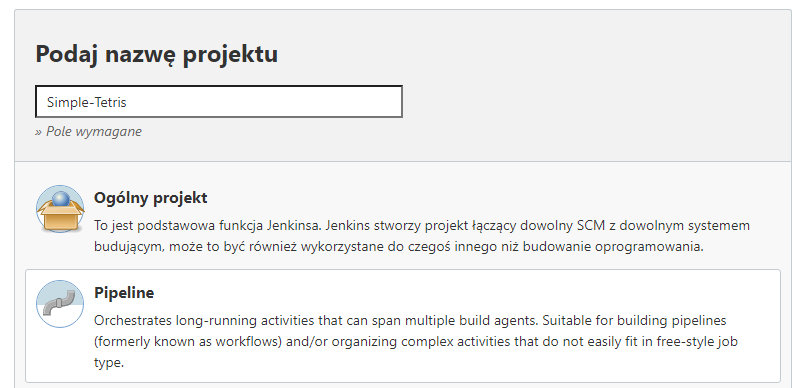 Podaj nazwę projektu
Simple-Tetris
» Pole wymagane
Ogólny projekt
To jest podstawowa funkcja Jenkinsa. Jenkins stworzy projekt łączący dowolny SCM z dowolnym systemem
budującym, może to być również wykorzystane do czegoś innego niż budowanie oprogramowania.
Pipeline
Orchestrates long-running activities that can span multiple build agents. Suitable for building pipelines
(formerly known as workflows) and/or organizing complex activities that do not easily fit in free-style job
type.